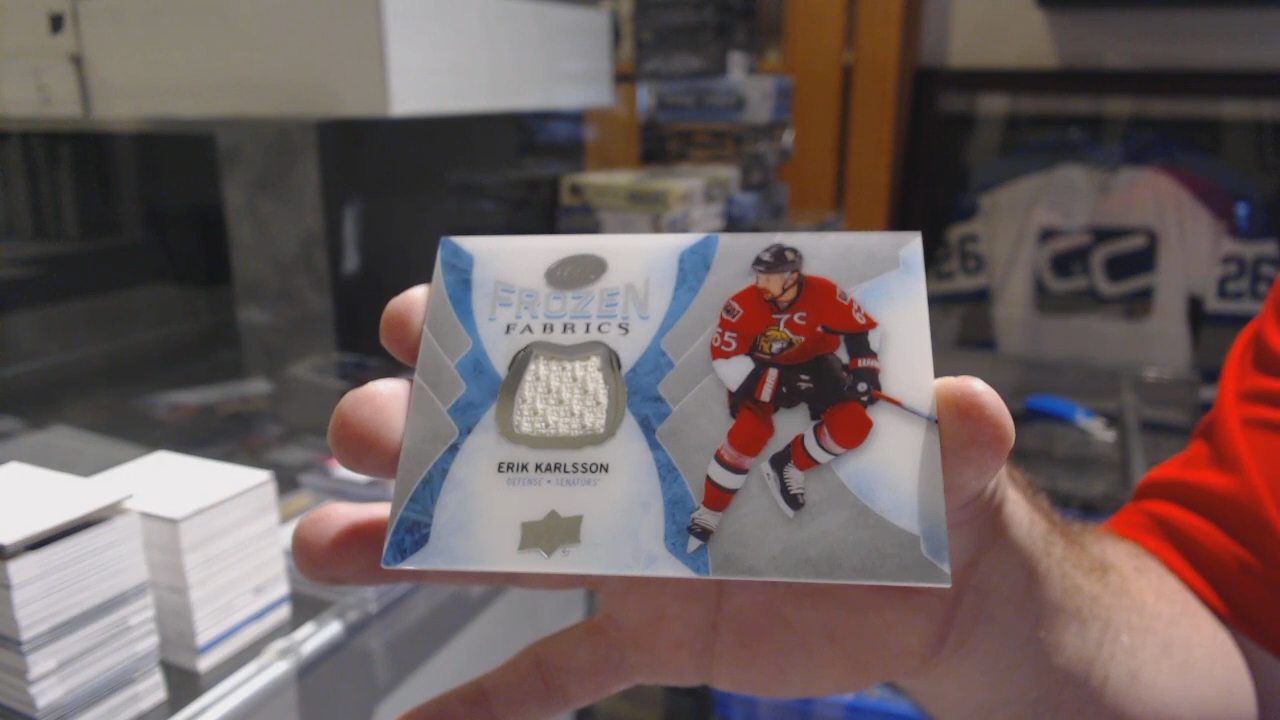 FROZEN
FABRICS
ERIK KARLSSON
DEFENSE • SENATORS
65
C
26
26